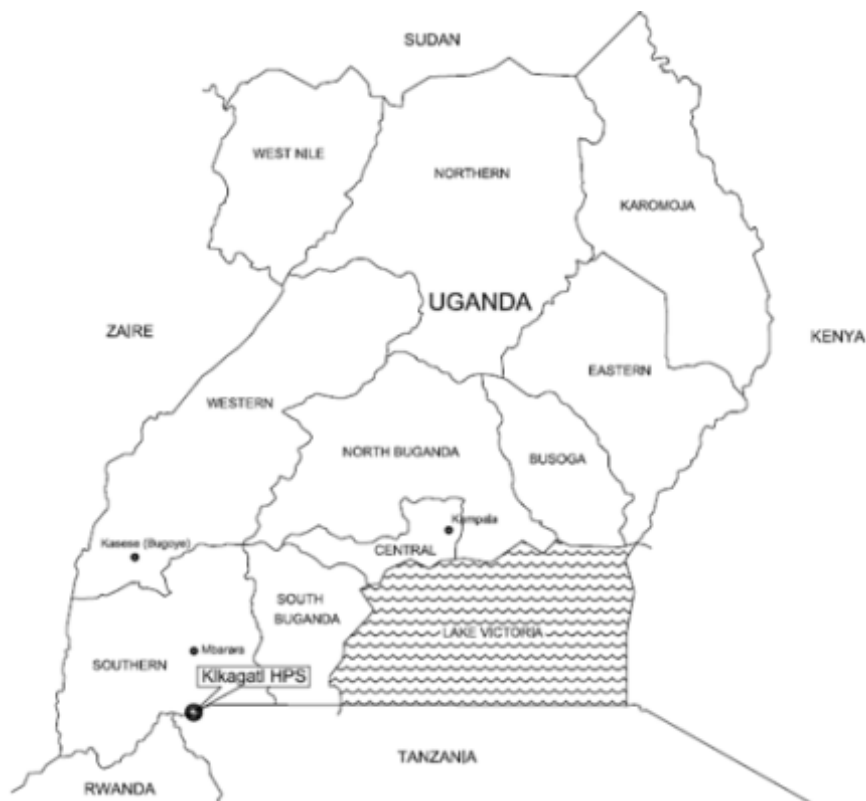 SUDAN
WEST NILE
NORTHERN
KAROMOJA
UGANDA
ZAIRE
KENYA
EASTERN
WESTERN
NORTH BUGANDA
BUSOGA
Kampala
Kasese (Bugoye)
CENTRAL
SOUTH
BUGANDA
LAKE VICTORIA
Mbarara
SOUTHERN
Kikagati HPS
TANZANIA
RWANDA